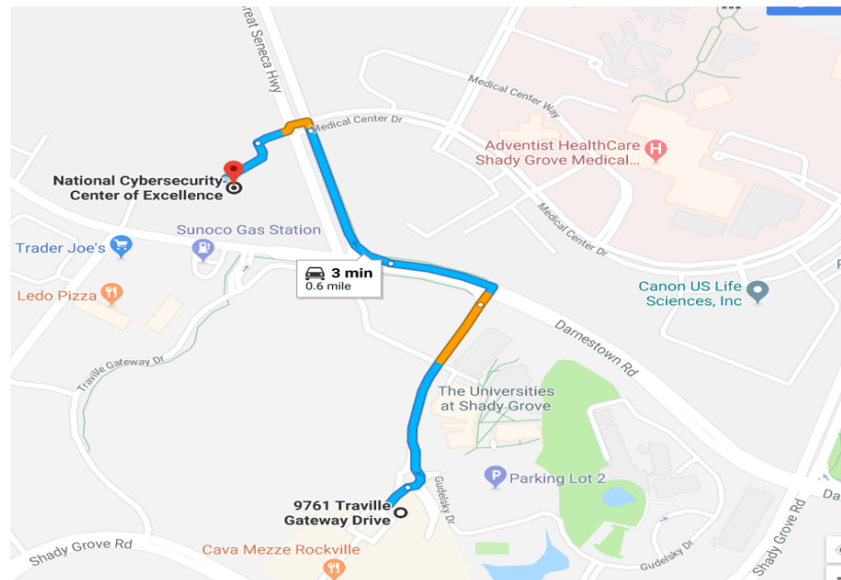 Great Seneca Hwy
Medical Center Way
Medical Center Dr
Adventist HealthCare
Shady Grove Medical...
H
National Cybersecurity
Center of Excellence
Sunoco Gas Station
Medical Center Dr
Trader Joe's
3 min
0.6 mile
Ledo Pizza
Canon US Life
Sciences, Inc
Darnestown Rd
Traville Gateway Dr
The Universities
at Shady Grove
P
Parking Lot 2
9761 Traville
Gateway Drive
Gudelsky Dr
Shady Grove Rd
Shady Grove Rd
Cava Mezze Rockville
Gudelsky Dr